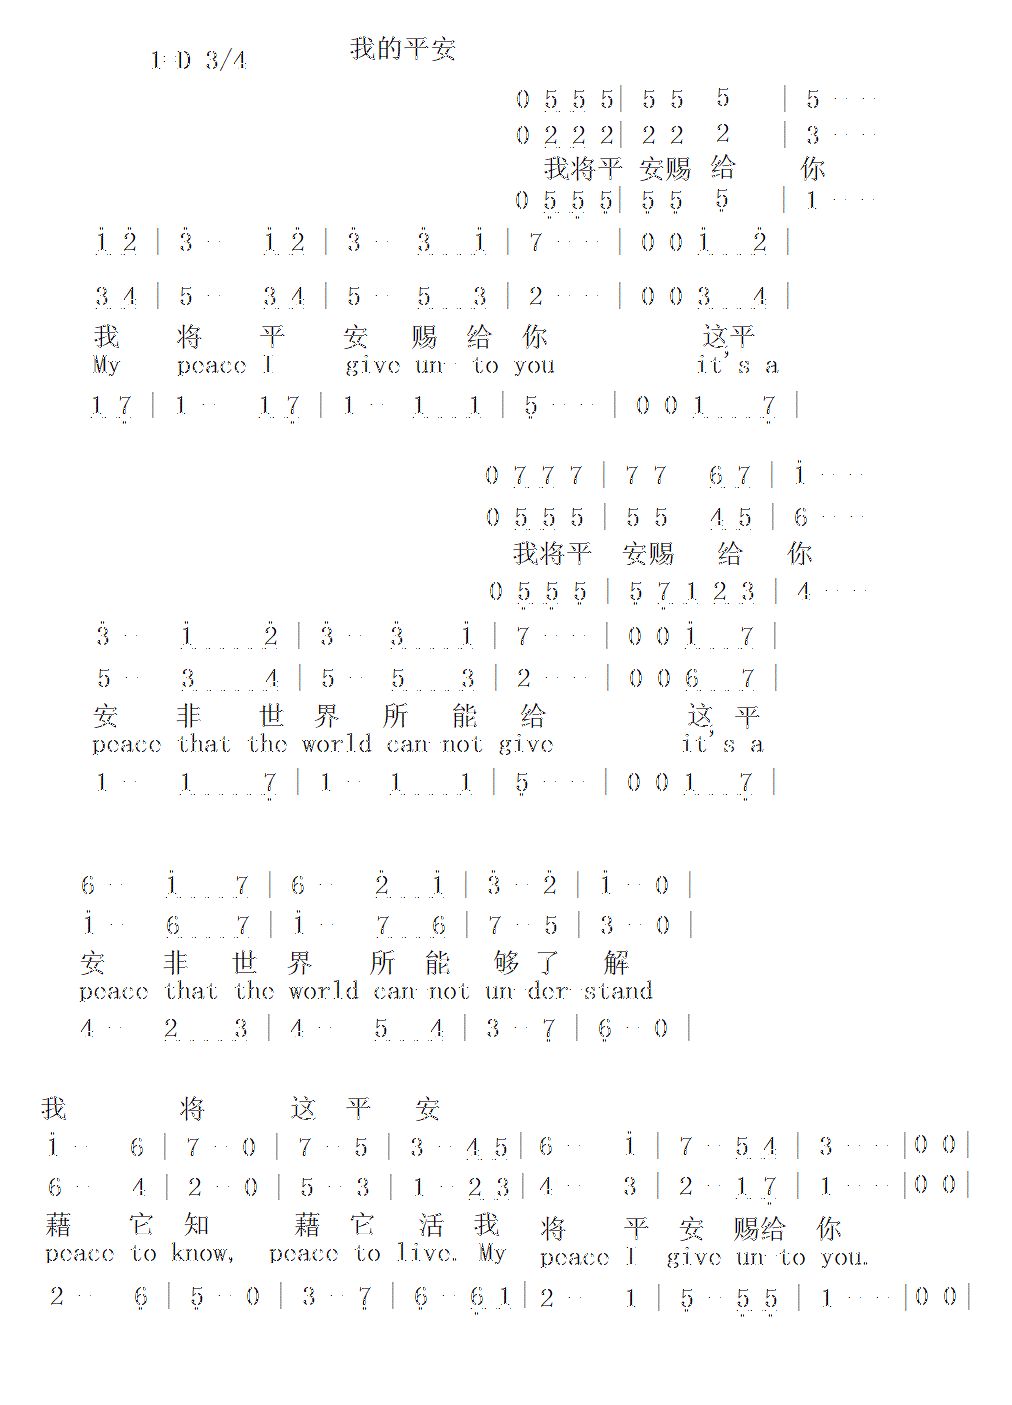 我的平安
1=D 3/4
0 5 5 5| 5 5 5 | 5 - -
0 2 2 2| 2 2 2 | 3 - -
我将平 安赐 给 你
0 5 5 5| 5 5 5 | 1 - -
1 2 | 3 - 1 2 | 3 - 3 1 | 7 - - | 0 0 1 2 |
3 4 | 5 - 3 4 | 5 - 5 3 | 2 - - | 0 0 3 4 |
我 将 平 安 赐 给 你 这平
My peace I give un- to you it's a
1 7 | 1 - 1 7 | 1 - 1 1 | 5 - - | 0 0 1 7 |
0 7 7 7 | 7 7 6 7 | 1 - -
0 5 5 5 | 5 5 4 5 | 6 - -
我将平 安赐 给 你
0 5 5 5 | 5 7 1 2 3 | 4 - -
3 - 1 2 | 3 - 3 1 | 7 - - | 0 0 1 7 |
5 - 3 4 | 5 - 5 3 | 2 - - | 0 0 6 7 |
安 非 世 界 所 能 给 这 平
peace that the world can- not give it's a
1 - 1 7 | 1 - 1 1 | 5 - - | 0 0 1 7 |
6 - 1 7 | 6 - 2 1 | 3 - 2 | 1 - 0 |
1 - 6 7 | 1 - 7 6 | 7 - 5 | 3 - 0 |
安 非 世 界 所 能 够 了 解
peace that the world can not un- der-stand
4 - 2 3 | 4 - 5 4 | 3 - 7 | 6 - 0 |
我 将 这 平 安
1 - 6 | 7 - 0 | 7 - 5 | 3 - 4 5 | 6 - 1 | 7 - 5 4 | 3 - - |0 0|
6 - 4 | 2 - 0 | 5 - 3 | 1 - 2 3 | 4 - 3 | 2 - 1 7 | 1 - - |0 0|
藉 它 知 藉 它 活 我 将 平 安 赐给 你
peace to know, peace to live. My peace I give un-to you.
2 - 6 | 5 - 0 | 3 - 7 | 6 - 6 1 | 2 - 1 | 5 - 5 5 | 1 - - |0 0|